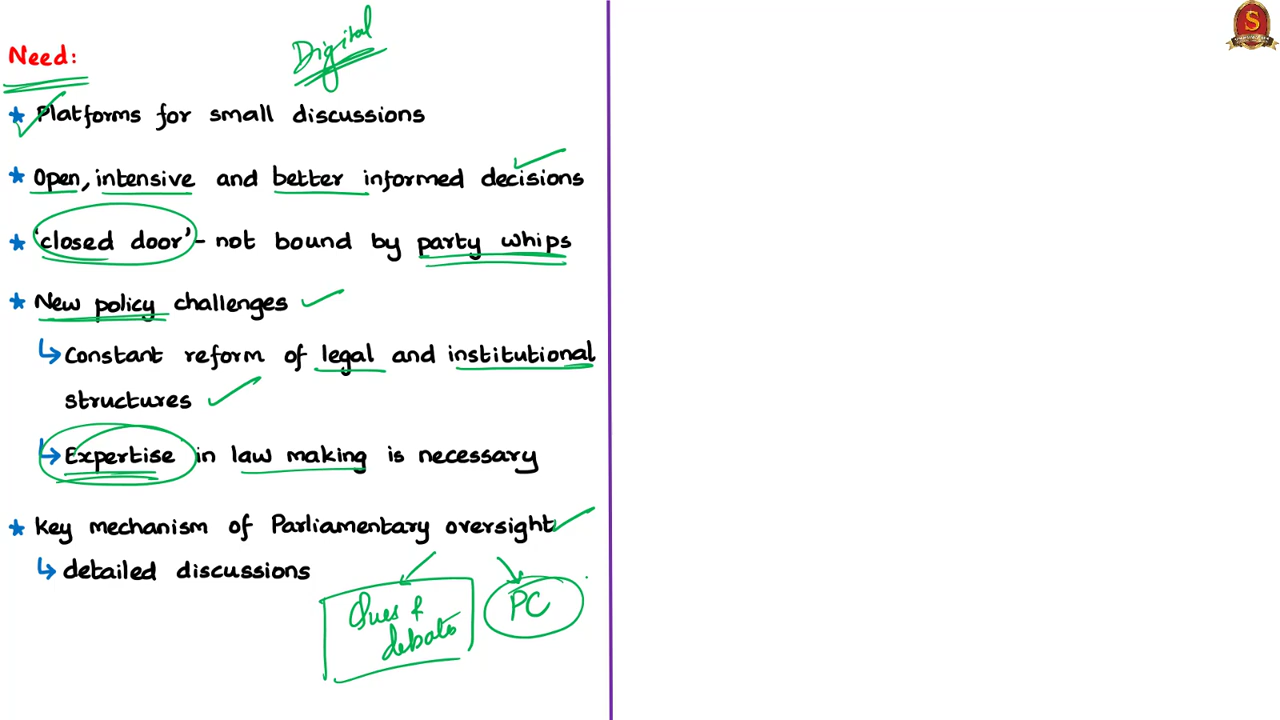 Digital
Need:
Platforms for small discussions
Open, intensive and better informed decisions
'closed door' - not bound by party whips
New policy challenges
Constant reform of legal and institutional
structures
Expertise in law making is necessary
key mechanism of Parliamentary oversight
detailed discussions
Ques &
debats
PC
S